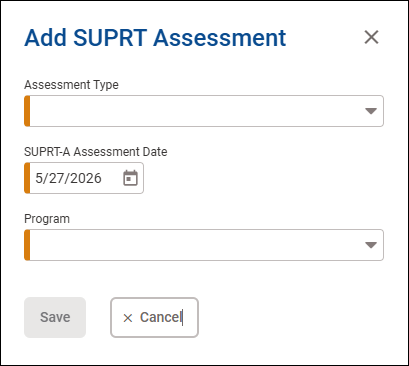 Add SUPRT Assessment
Assessment Type
SUPRT-A Assessment Date
5/27/2026
Program
Save
Cancel